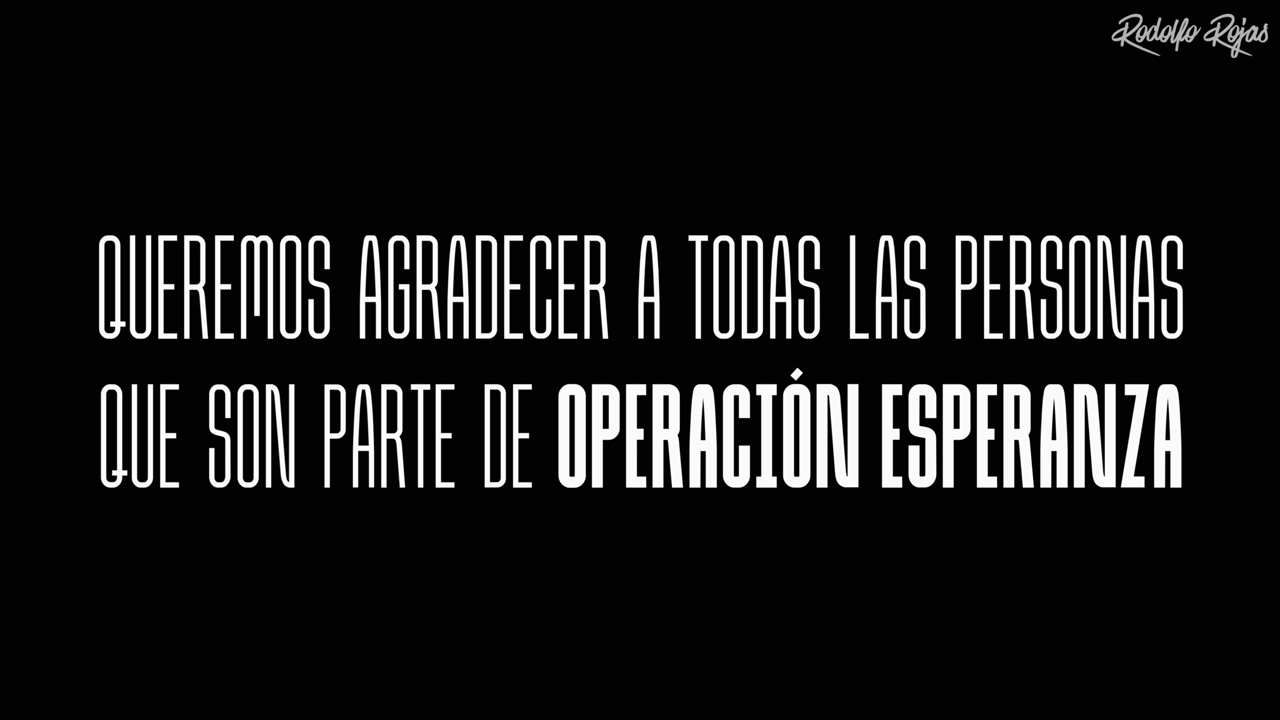 Rodolfo Rojas
QUEREMOS AGRADECER A TODAS LAS PERSONAS
QUE SON PARTE DE OPERACIÓN ESPERANZA